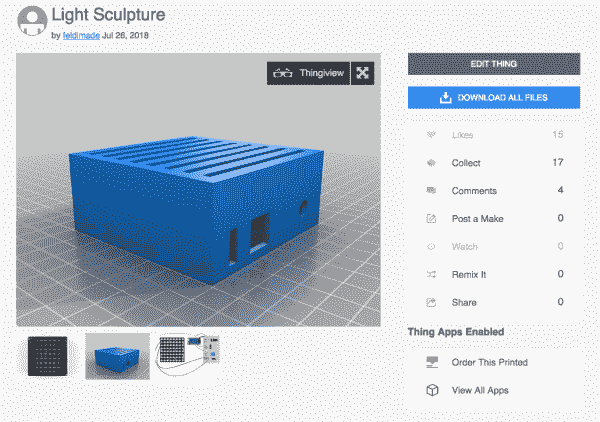 Light Sculpture
by feldmade Jul 26, 2018
Thingiview
EDIT THING
DOWNLOAD ALL FILES
Likes 15
Collect 17
Comments 4
Post a Make 0
Watch 0
Remix It 0
Share 0
Thing Apps Enabled
Order This Printed
View All Apps